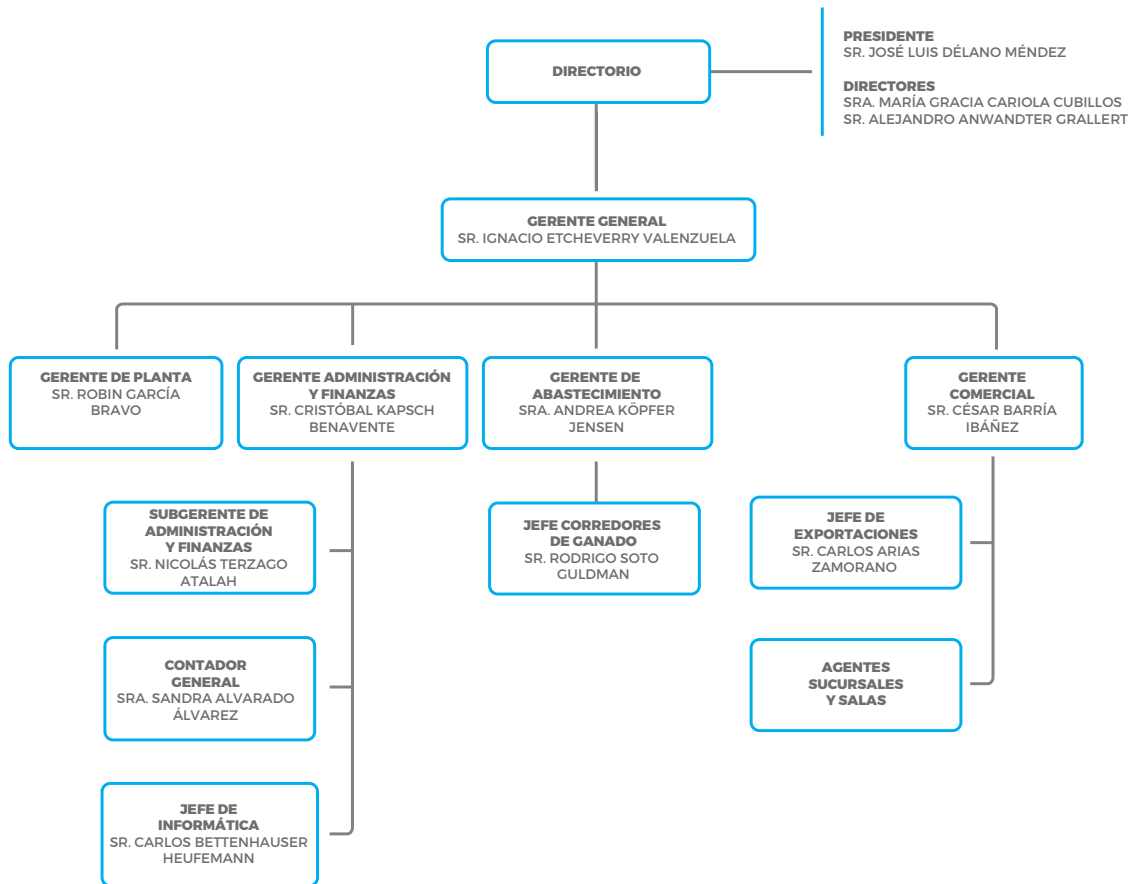 DIRECTORIO
PRESIDENTE
SR. JOSÉ LUIS DÉLANO MÉNDEZ
DIRECTORES
SRA. MARÍA GRACIA CARIOLA CUBILLOS
SR. ALEJANDRO ANWANDTER GRALLERT
GERENTE GENERAL
SR. IGNACIO ETCHEVERRY VALENZUELA
GERENTE DE PLANTA
SR. ROBIN GARCÍA
BRAVO
GERENTE ADMINISTRACIÓN
Y FINANZAS
SR. CRISTÓBAL KAPSCH
BENAVENTE
GERENTE DE
ABASTECIMIENTO
SRA. ANDREA KÖPFER
JENSEN
GERENTE
COMERCIAL
SR. CÉSAR BARRÍA
IBÁÑEZ
SUBGERENTE DE
ADMINISTRACIÓN
Y FINANZAS
SR. NICOLÁS TERZAGO
ATALAH
JEFE CORREDORES
DE GANADO
SR. RODRIGO SOTO
GULDMAN
JEFE DE
EXPORTACIONES
SR. CARLOS ARIAS
ZAMORANO
CONTADOR
GENERAL
SRA. SANDRA ALVARADO
ÁLVAREZ
AGENTES
SUCURSALES
Y SALAS
JEFE DE
INFORMÁTICA
SR. CARLOS BETTENHAUSER
HEUFEMANN